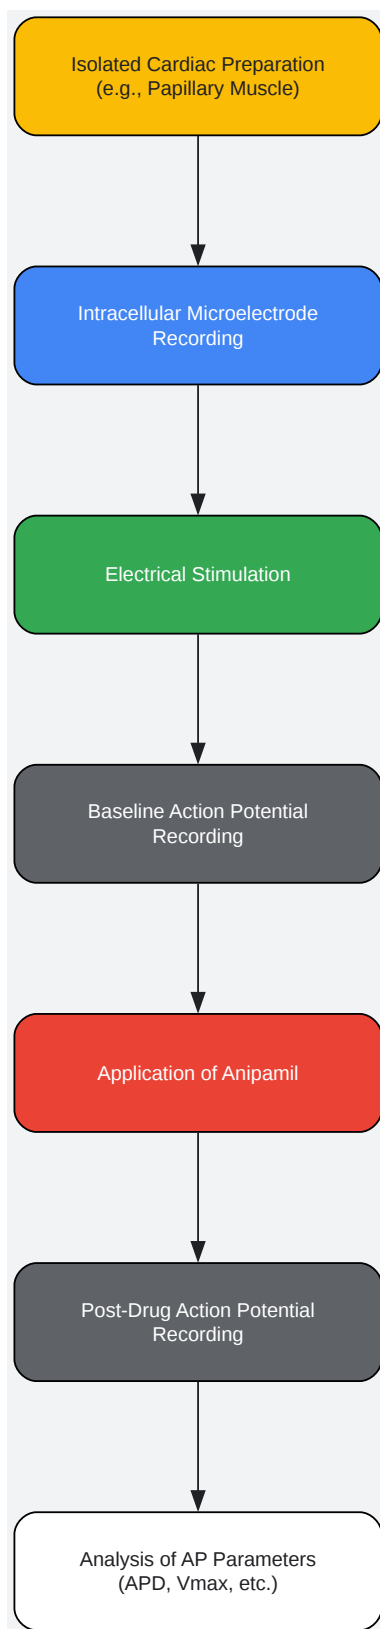 Isolated Cardiac Preparation
(e.g., Papillary Muscle)
Intracellular Microelectrode
Recording
Electrical Stimulation
Baseline Action Potential
Recording
Application of Anipamil
Post-Drug Action Potential
Recording
Analysis of AP Parameters
(APD, Vmax, etc.)